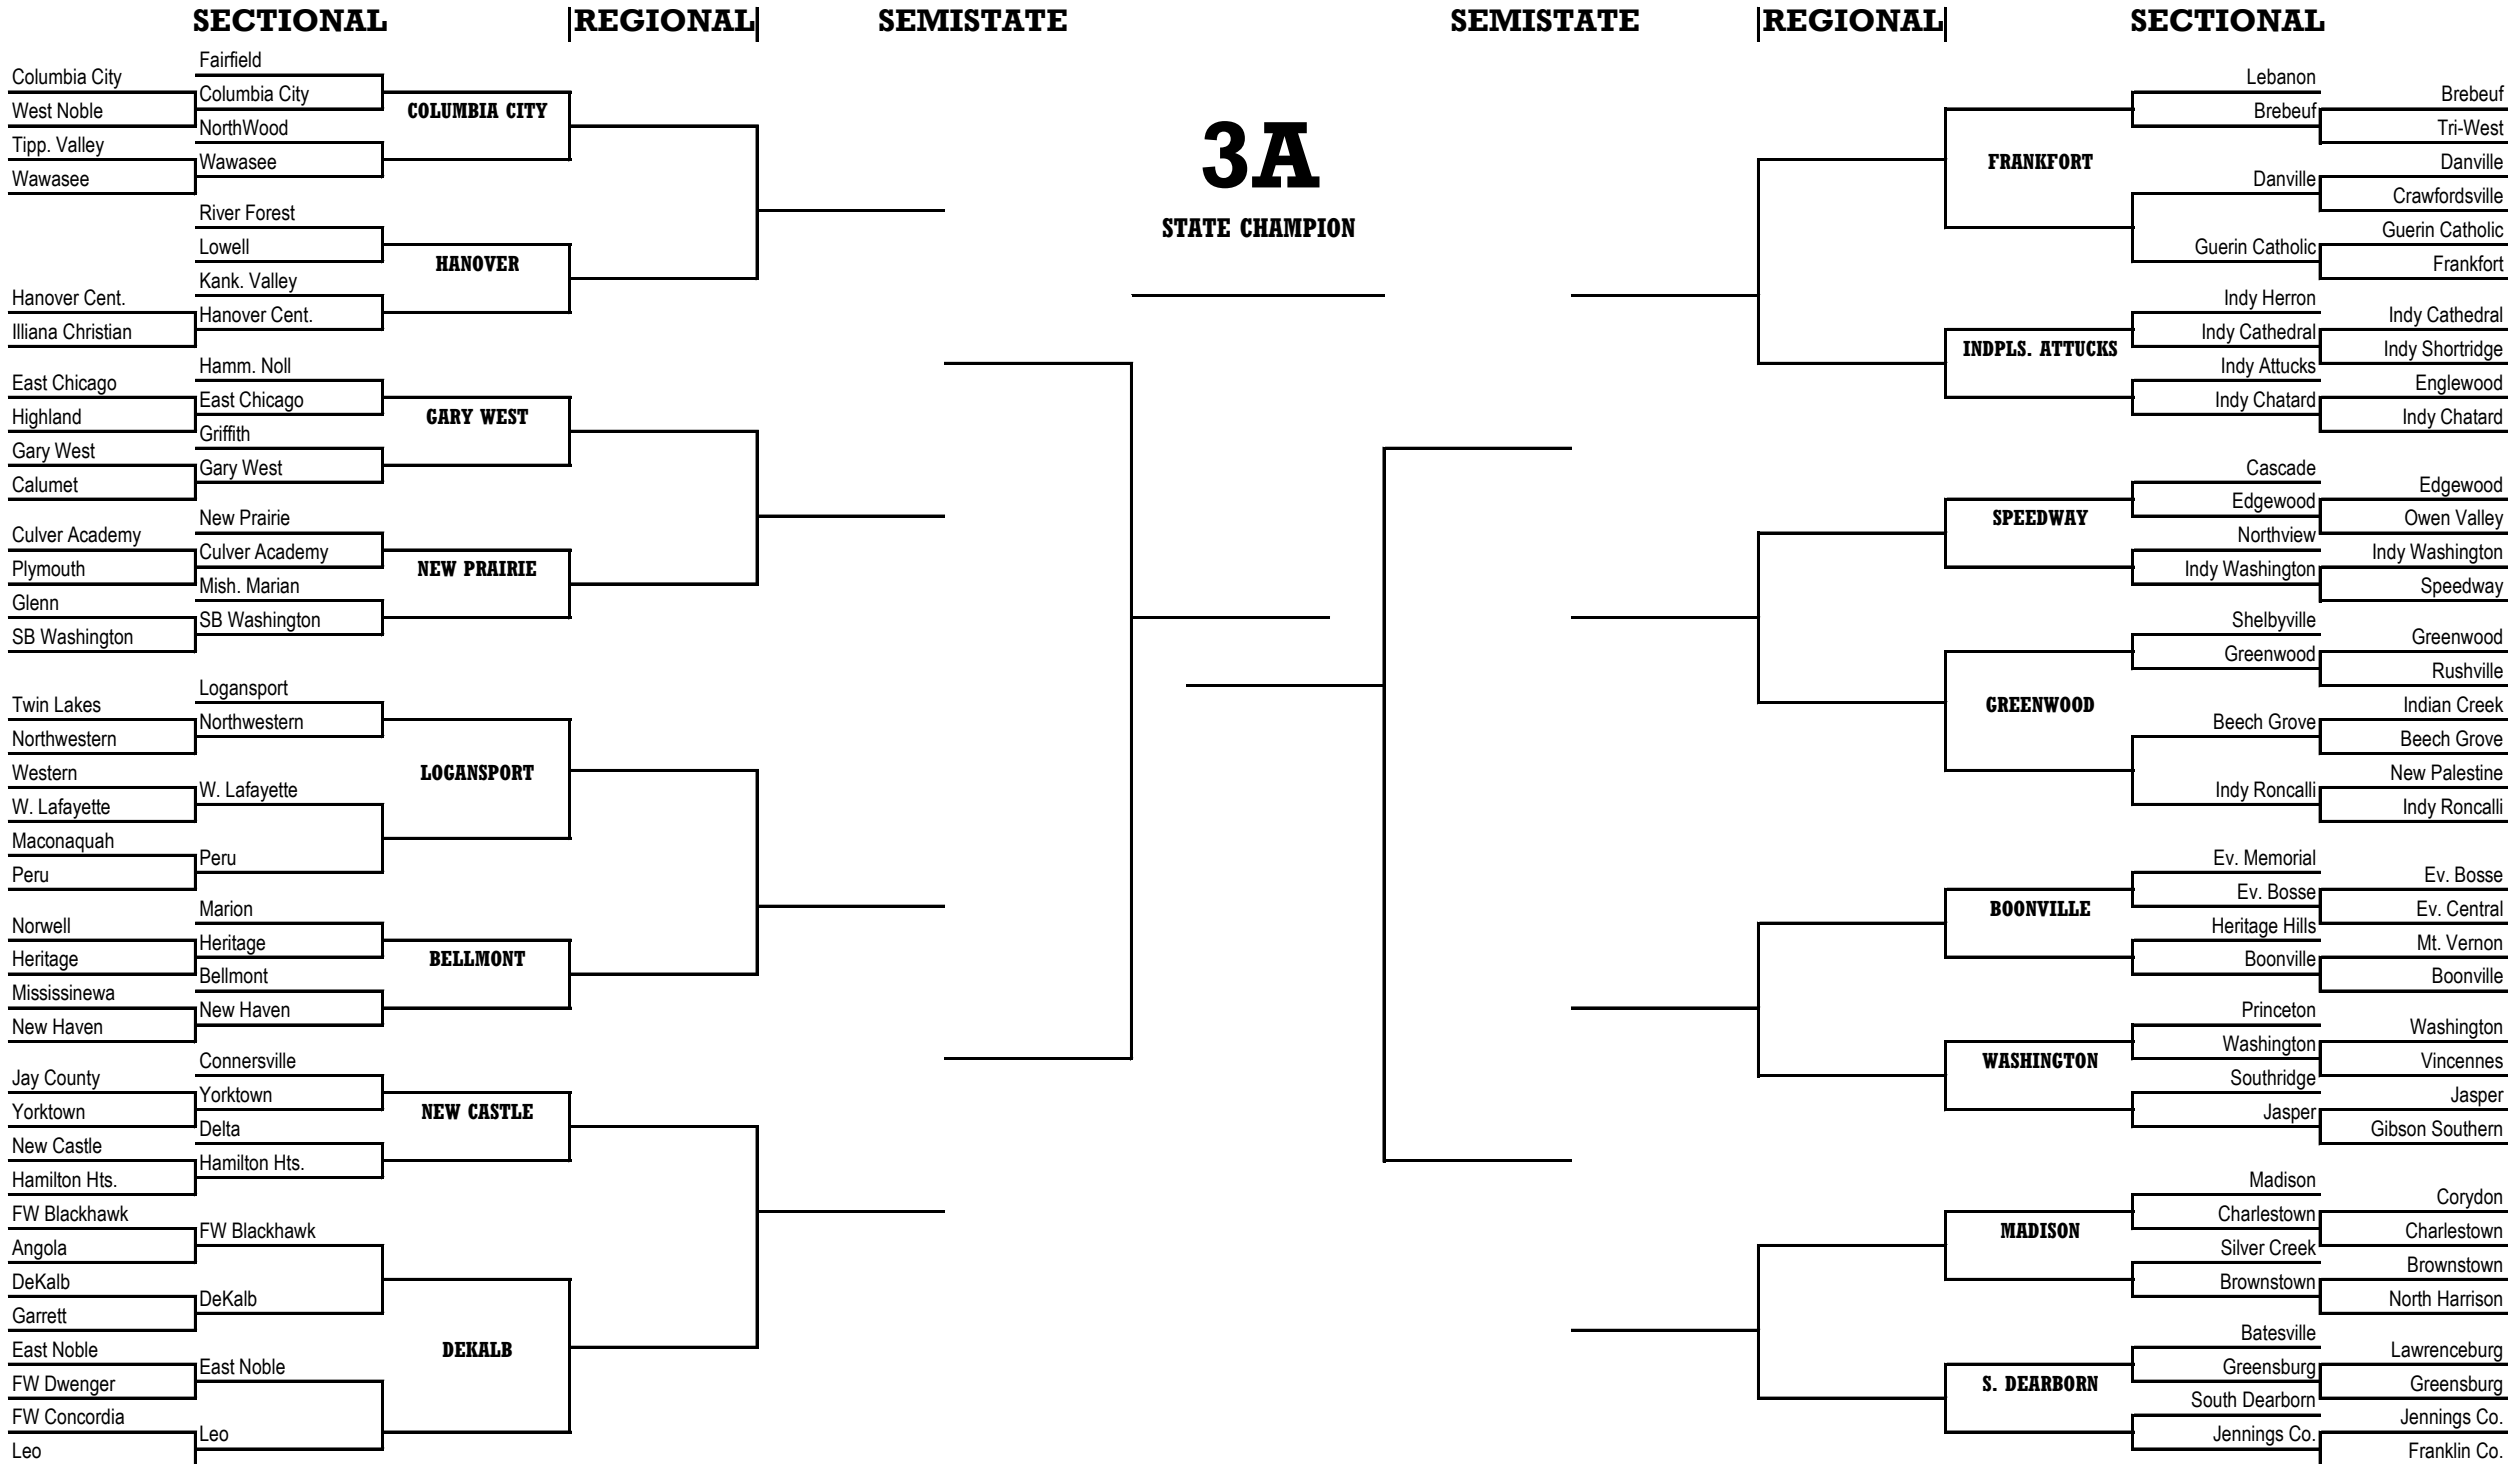 SECTIONAL
REGIONAL
SEMISTATE
SEMISTATE
REGIONAL
SECTIONAL
3A
STATE CHAMPION
Columbia City
West Noble
Tipp. Valley
Wawasee
Fairfield
Columbia City
NorthWood
Wawasee
COLUMBIA CITY
Hanover Cent.
Illiana Christian
River Forest
Lowell
Kank. Valley
Hanover Cent.
HANOVER
East Chicago
Highland
Gary West
Calumet
Hamm. Noll
East Chicago
Griffith
Gary West
GARY WEST
Culver Academy
Plymouth
Glenn
SB Washington
New Prairie
Culver Academy
Mish. Marian
SB Washington
NEW PRAIRIE
Twin Lakes
Northwestern
Western
W. Lafayette
Maconaquah
Peru
Logansport
Northwestern
W. Lafayette
Peru
LOGANSPORT
Norwell
Heritage
Mississinewa
New Haven
Marion
Heritage
Bellmont
New Haven
BELLMONT
Jay County
Yorktown
New Castle
Hamilton Hts.
Connersville
Yorktown
Delta
Hamilton Hts.
NEW CASTLE
FW Blackhawk
Angola
DeKalb
Garrett
East Noble
FW Dwenger
FW Concordia
Leo
FW Blackhawk
DeKalb
East Noble
Leo
DEKALB
FRANKFORT
Lebanon
Brebeuf
Danville
Guerin Catholic
Brebeuf
Tri-West
Danville
Crawfordsville
Guerin Catholic
Frankfort
INDPLS. ATTUCKS
Indy Herron
Indy Cathedral
Indy Attucks
Indy Chatard
Indy Cathedral
Indy Shortridge
Englewood
Indy Chatard
SPEEDWAY
Cascade
Edgewood
Northview
Indy Washington
Edgewood
Owen Valley
Indy Washington
Speedway
GREENWOOD
Shelbyville
Greenwood
Beech Grove
Indy Roncalli
Greenwood
Rushville
Indian Creek
Beech Grove
New Palestine
Indy Roncalli
BOONVILLE
Ev. Memorial
Ev. Bosse
Heritage Hills
Boonville
Ev. Bosse
Ev. Central
Mt. Vernon
Boonville
WASHINGTON
Princeton
Washington
Southridge
Jasper
Washington
Vincennes
Jasper
Gibson Southern
MADISON
Madison
Charlestown
Silver Creek
Brownstown
Corydon
Charlestown
Brownstown
North Harrison
S. DEARBORN
Batesville
Greensburg
South Dearborn
Jennings Co.
Lawrenceburg
Greensburg
Jennings Co.
Franklin Co.